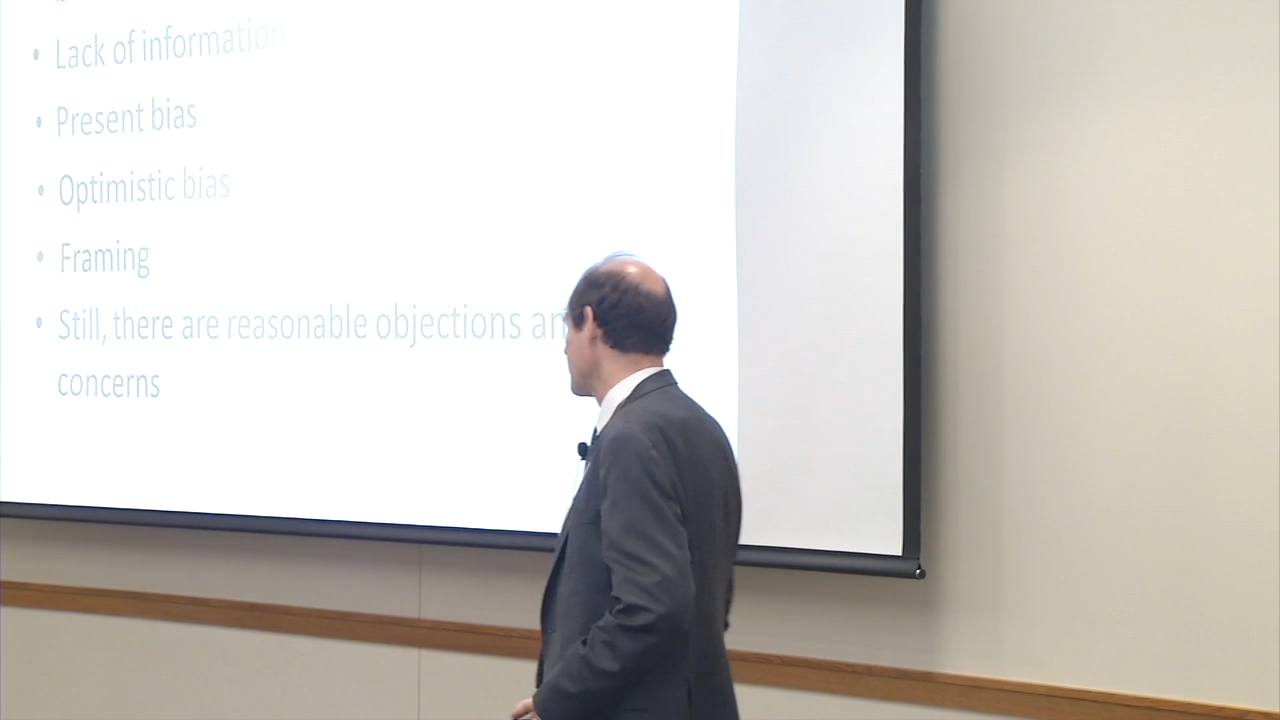 • Lack of information
• Present bias
• Optimistic bias
• Framing
• Still, there are reasonable objections
concerns